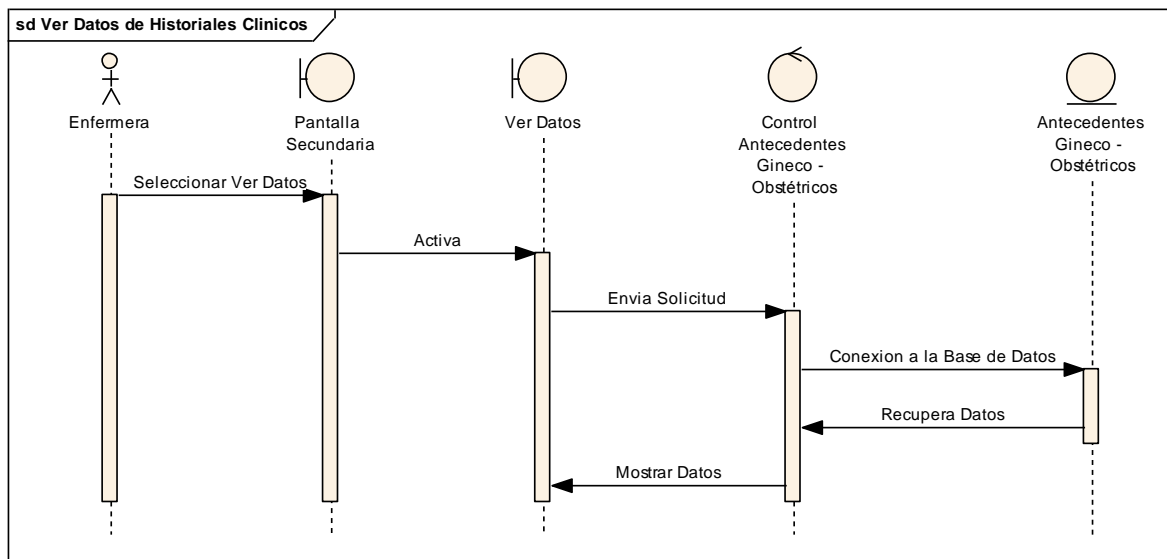 sd Ver Datos de Historiales Clinicos
Enfermera
Pantalla
Secundaria
Ver Datos
Control
Antecedentes
Gineco -
Obstétricos
Antecedentes
Gineco -
Obstétricos
Seleccionar Ver Datos
Activa
Envia Solicitud
Conexion a la Base de Datos
Recupera Datos
Mostrar Datos